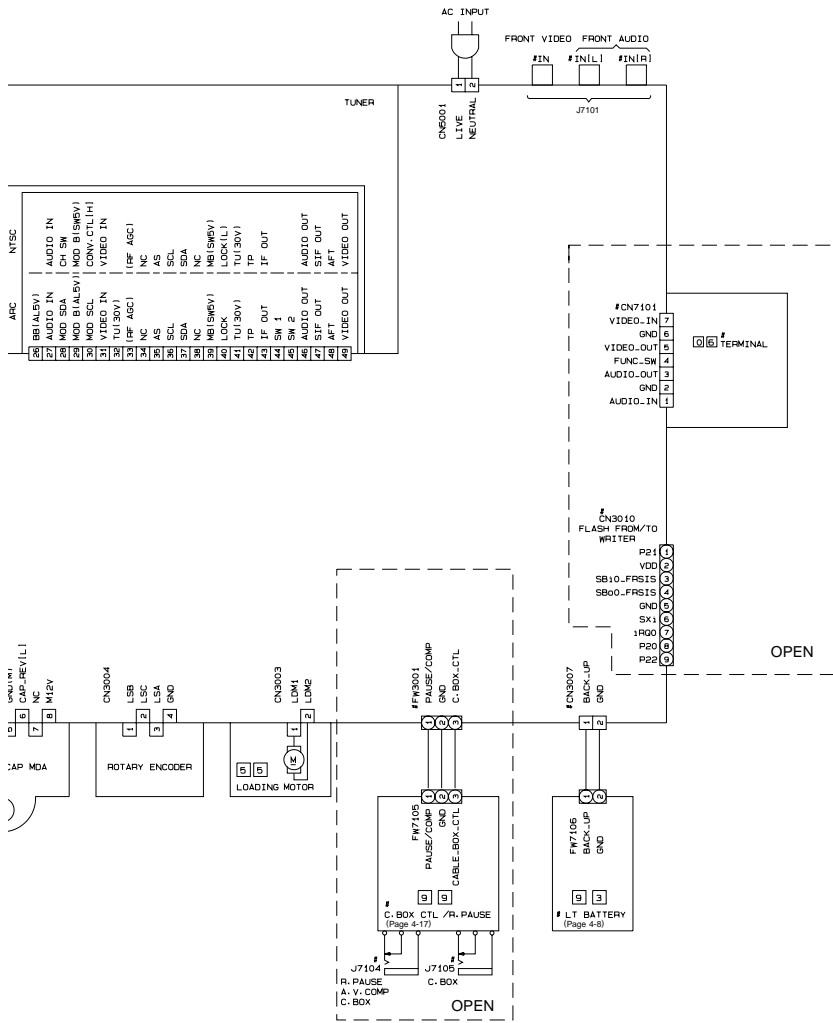 AC INPUT
FRONT VIDEO FRONT AUDIO
#IN #IN[L] #IN[R]
J7101
1 2
CN5001
LIVE
NEUTRAL
TUNER
NTSC
AUDIO IN
CH SW
MOD B(SW5V)
CONV.CTL[H]
VIDEO IN
(RF AGC)
NC
AS
SCL
SDA
NC
MB(SW5V)
LOCK(L)
TU(30V)
TP
IF OUT
AUDIO OUT
SIF OUT
AFT
VIDEO OUT
ARC
26 BB(AL5V)
27 AUDIO IN
28 MOD SDA
29 MOD B(AL5V)
30 MOD SCL
31 VIDEO IN
32 TU(30V)
33 (RF AGC)
34 NC
35 AS
36 SCL
37 SDA
38 NC
39 MB(SW5V)
40 LOCK
41 TU(30V)
42 TP
43 IF OUT
44 SW 1
45 SW 2
46 AUDIO OUT
47 SIF OUT
48 AFT
49 VIDEO OUT
#CN7101
VIDEO_IN 7
GND 6
VIDEO_OUT 5
FUNC_SW 4
AUDIO_OUT 3
GND 2
AUDIO_IN 1
0 6 # TERMINAL
#
CN3010
FLASH FROM/TO
WRITER
P21 1
VDD 2
SBi0_FRSIS 3
SBo0_FRSIS 4
GND 5
SXi 6
iRQ0 7
P20 8
P22 9
OPEN
GND(M)
6 CAP_REV[L]
7 NC
8 M12V
CAP MDA
CN3004
1 LSB
2 LSC
3 LSA
4 GND
ROTARY ENCODER
CN3003
1 LDM1
2 LDM2
M
5 5
LOADING MOTOR
#FW3001
1 PAUSE/COMP
2 GND
3 C.BOX_CTL
FW7105
1 PAUSE/COMP
2 GND
3 CABLE_BOX_CTL
9 9
#
C.BOX CTL /R.PAUSE
(Page 4-17)
#
J7104
R.PAUSE
A.V.COMP
C.BOX
#
J7105
C.BOX
OPEN
#CN3007
1 BACK_UP
2 GND
FW7106
1 BACK_UP
2 GND
9 3
# LT BATTERY
(Page 4-8)